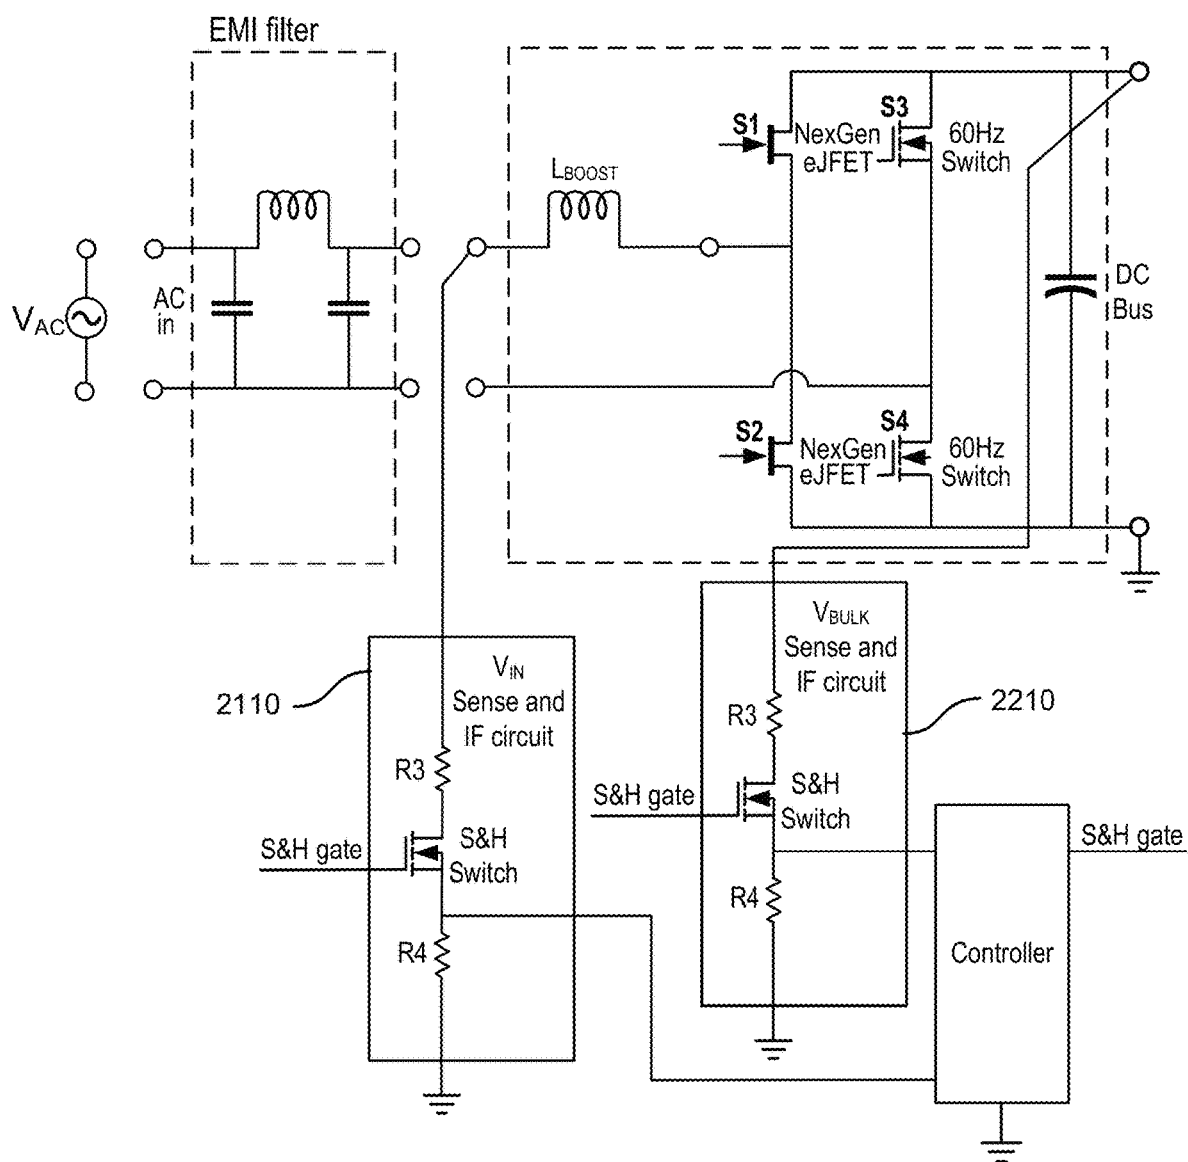 EMI filter
S1
NexGen
eJFET
S3
60Hz
Switch
LBOOST
VAC
AC
in
DC
Bus
S2
NexGen
eJFET
S4
60Hz
Switch
2110
VIN
Sense and
IF circuit
R3
S&H gate
S&H
Switch
R4
VBULK
Sense and
IF circuit
2210
R3
S&H gate
S&H
Switch
R4
Controller
S&H gate